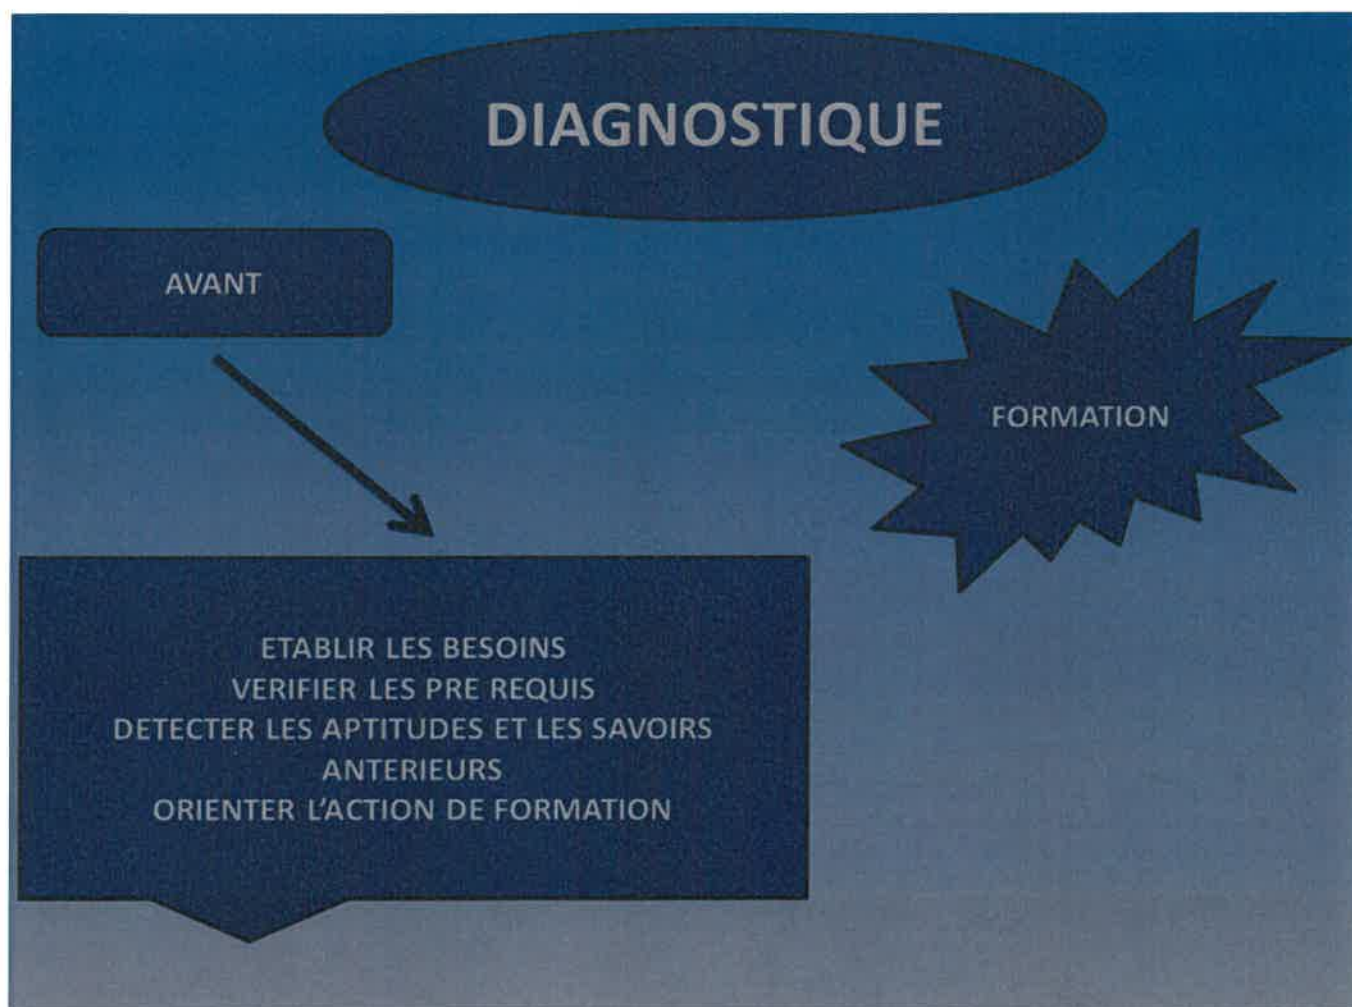 DIAGNOSTIQUE
AVANT
FORMATION
ETABLIR LES BESOINS
VERIFIER LES PRE REQUIS
DETECTER LES APTITUDES ET LES SAVOIRS
ANTERIEURS
ORIENTER L'ACTION DE FORMATION